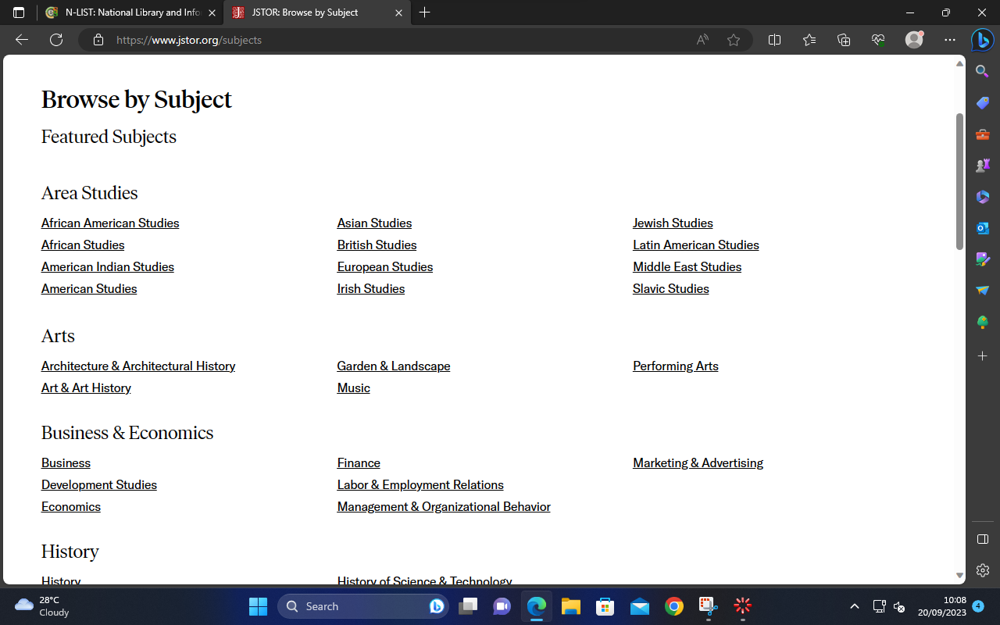 N-LIST: National Library and Info
JSTOR: Browse by Subject
https://www.jstor.org/subjects
Browse by Subject
Featured Subjects
Area Studies
African American Studies
Asian Studies
Jewish Studies
African Studies
British Studies
Latin American Studies
American Indian Studies
European Studies
Middle East Studies
American Studies
Irish Studies
Slavic Studies
Arts
Architecture & Architectural History
Garden & Landscape
Performing Arts
Art & Art History
Music
Business & Economics
Business
Finance
Marketing & Advertising
Development Studies
Labor & Employment Relations
Economics
Management & Organizational Behavior
History
History
History of Science & Technology
28°C
Cloudy
Search
10:08
20/09/2023
4